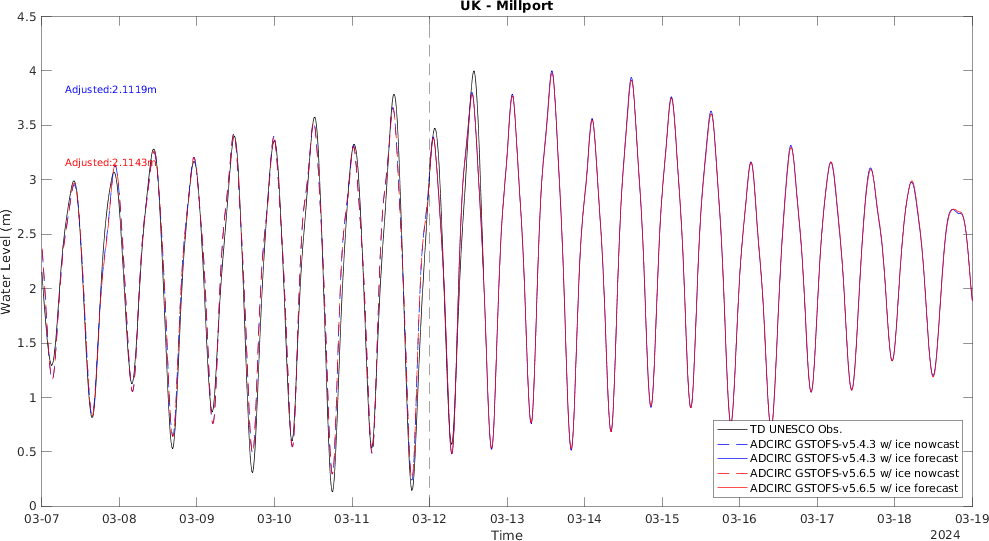 UK - Millport
4.5
4
3.5
3
2.5
2
1.5
1
0.5
0
Water Level (m)
Adjusted:2.1119m
Adjusted:2.1143m
TD UNESCO Obs.
ADCIRC GSTOFS-v5.4.3 w/ ice nowcast
ADCIRC GSTOFS-v5.4.3 w/ ice forecast
ADCIRC GSTOFS-v5.6.5 w/ ice nowcast
ADCIRC GSTOFS-v5.6.5 w/ ice forecast
03-07 03-08 03-09 03-10 03-11 03-12 03-13 03-14 03-15 03-16 03-17 03-18 03-19
Time
2024